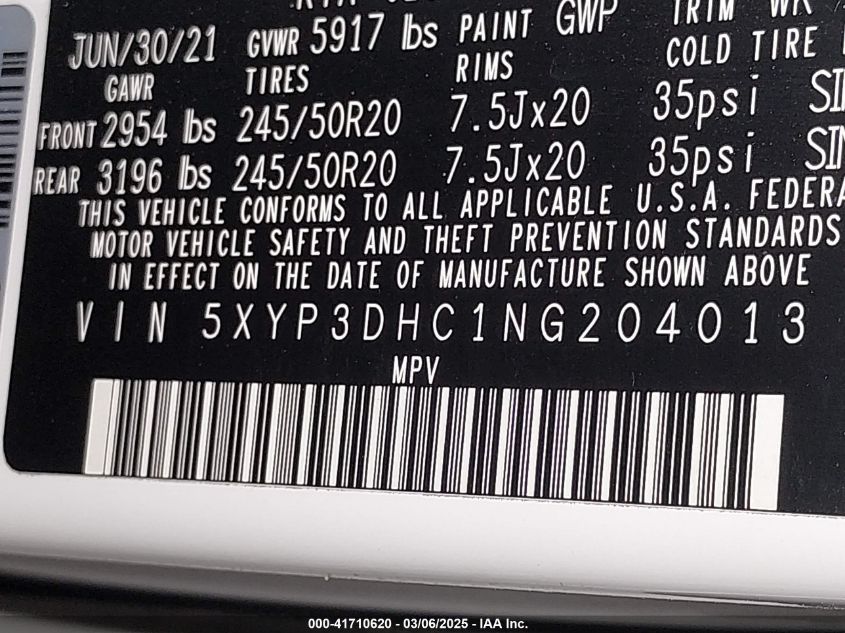 JUN/30/21 GVWR 5917 lbs PAINT GWP TRIM WK
GAWR TIRES RIMS COLD TIRE
FRONT 2954 lbs 245/50R20 7.5Jx20 35psi
REAR 3196 lbs 245/50R20 7.5Jx20 35psi
THIS VEHICLE CONFORMS TO ALL APPLICABLE U.S.A. FEDERA
MOTOR VEHICLE SAFETY AND THEFT PREVENTION STANDARDS
IN EFFECT ON THE DATE OF MANUFACTURE SHOWN ABOVE
VIN 5XYP3DHC1NG204013
MPV
000-41710620 - 03/06/2025 - IAA Inc.